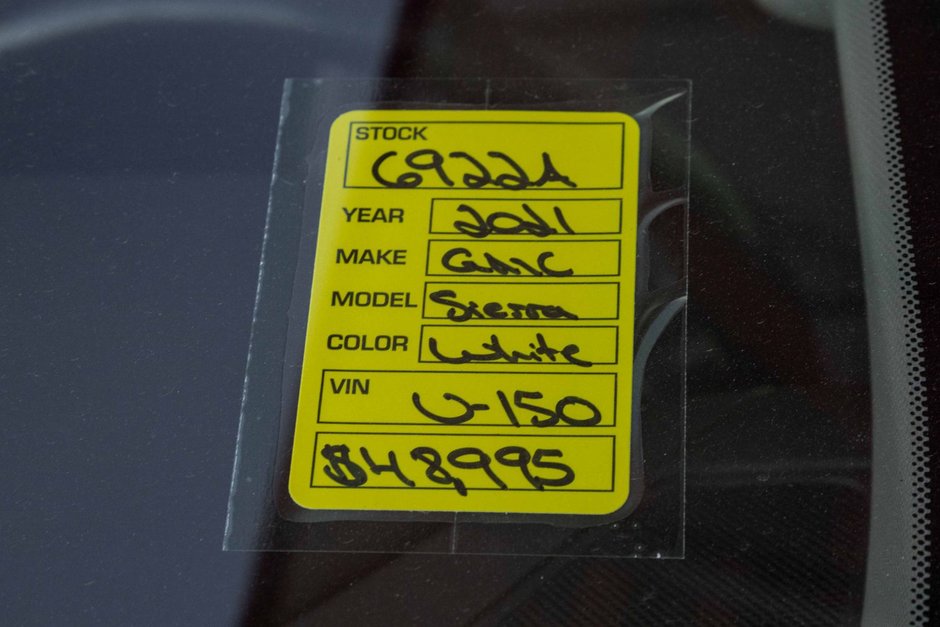 STOCK
6922A
YEAR 2021
MAKE GMC
MODEL Sierra
COLOR White
VIN
U-150
$48,995